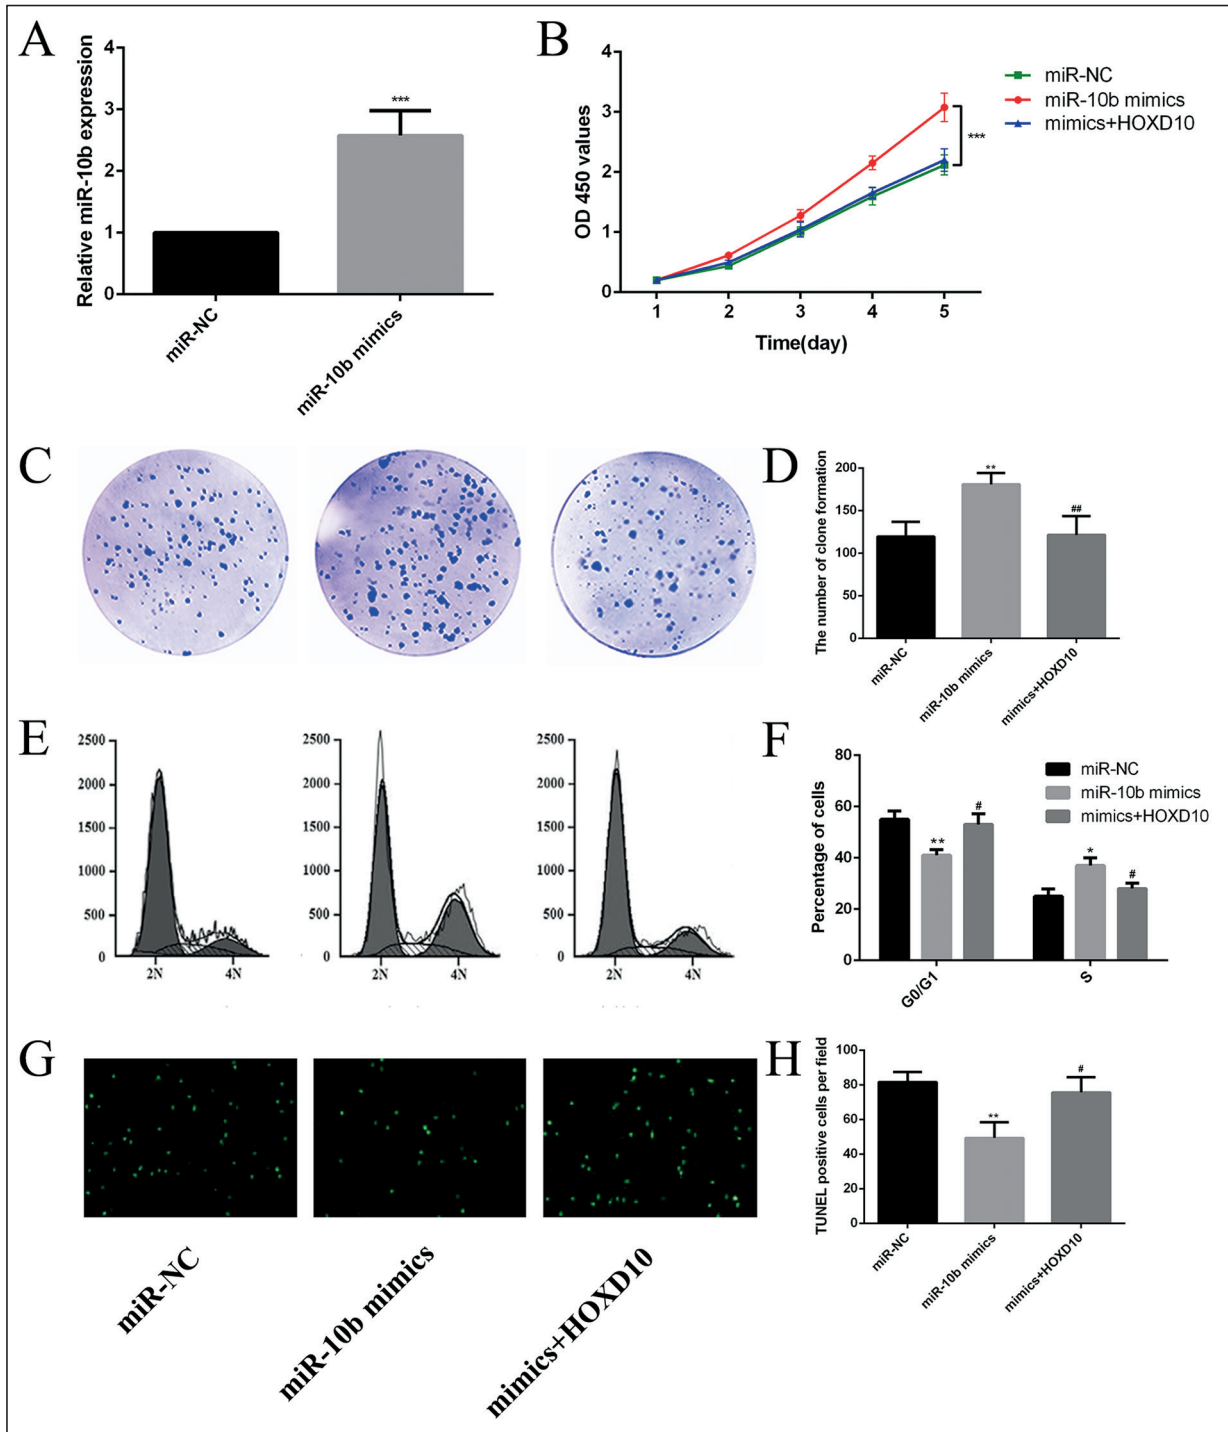 A
Relative miR-10b expression
4
3
2
1
0
***
miR-NC
miR-10b mimics
B
OD 450 values
4
3
2
1
0
1 2 3 4 5
Time(day)
miR-NC
miR-10b mimics
mimics+HOXD10
***
C
D
The number of clone formation
200
150
100
50
0
**
##
miR-NC
miR-10b mimics
mimics+HOXD10
E
2500
2000
1500
1000
500
0
2N 4N
2500
2000
1500
1000
500
0
2N 4N
2500
2000
1500
1000
500
0
2N 4N
F
Percentage of cells
80
60
40
20
0
**
#
*
#
G0/G1
S
miR-NC
miR-10b mimics
mimics+HOXD10
G
miR-NC
miR-10b mimics
mimics+HOXD10
H
TUNEL positive cells per field
100
80
60
40
20
0
**
#
miR-NC
miR-10b mimics
mimics+HOXD10